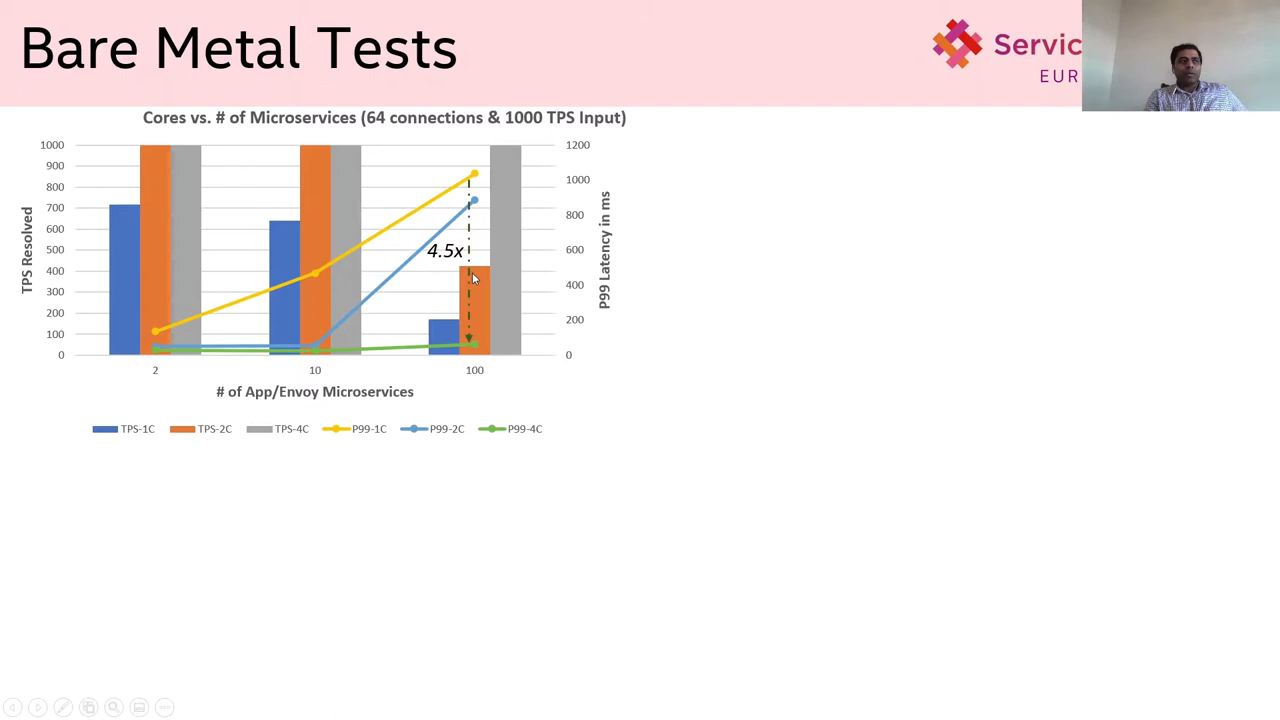 Bare Metal Tests
Servic
EUR
Cores vs. # of Microservices (64 connections & 1000 TPS Input)
TPS Resolved
1000
900
800
700
600
500
400
300
200
100
0
1200
1000
800
600
400
200
0
P99 Latency in ms
4.5x
2
10
100
# of App/Envoy Microservices
TPS-1C TPS-2C TPS-4C P99-1C P99-2C P99-4C